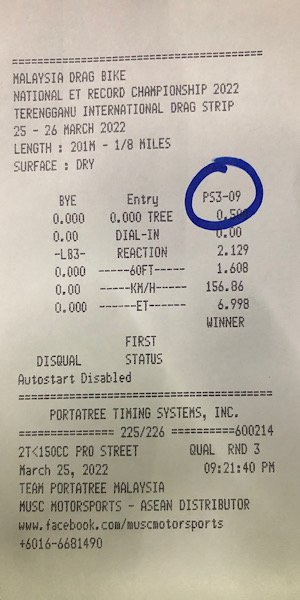 ================================
MALAYSIA DRAG BIKE
NATIONAL ET RECORD CHAMPIONSHIP 2022
TERENGGANU INTERNATIONAL DRAG STRIP
25 - 26 MARCH 2022
LENGTH : 201M - 1/8 MILES
SURFACE : DRY
BYE Entry PS3-09
0.000 0.000 TREE 0.500
0.00 DIAL-IN 0.00
-LB3- REACTION 2.129
0.000 ------60FT----- 1.608
0.00 ------KM/H----- 156.86
0.000 -------ET------ 6.998
WINNER
FIRST
DISQUAL STATUS
Autostart Disabled
================================
PORTATREE TIMING SYSTEMS, INC.
============== 225/226 ==========600214
2T<150CC PRO STREET QUAL RND 3
March 25, 2022 09:21:40 PM
TEAM PORTATREE MALAYSIA
MUSC MOTORSPORTS - ASEAN DISTRIBUTOR
www.facebook.com/muscmotorsports
+6016-6681490